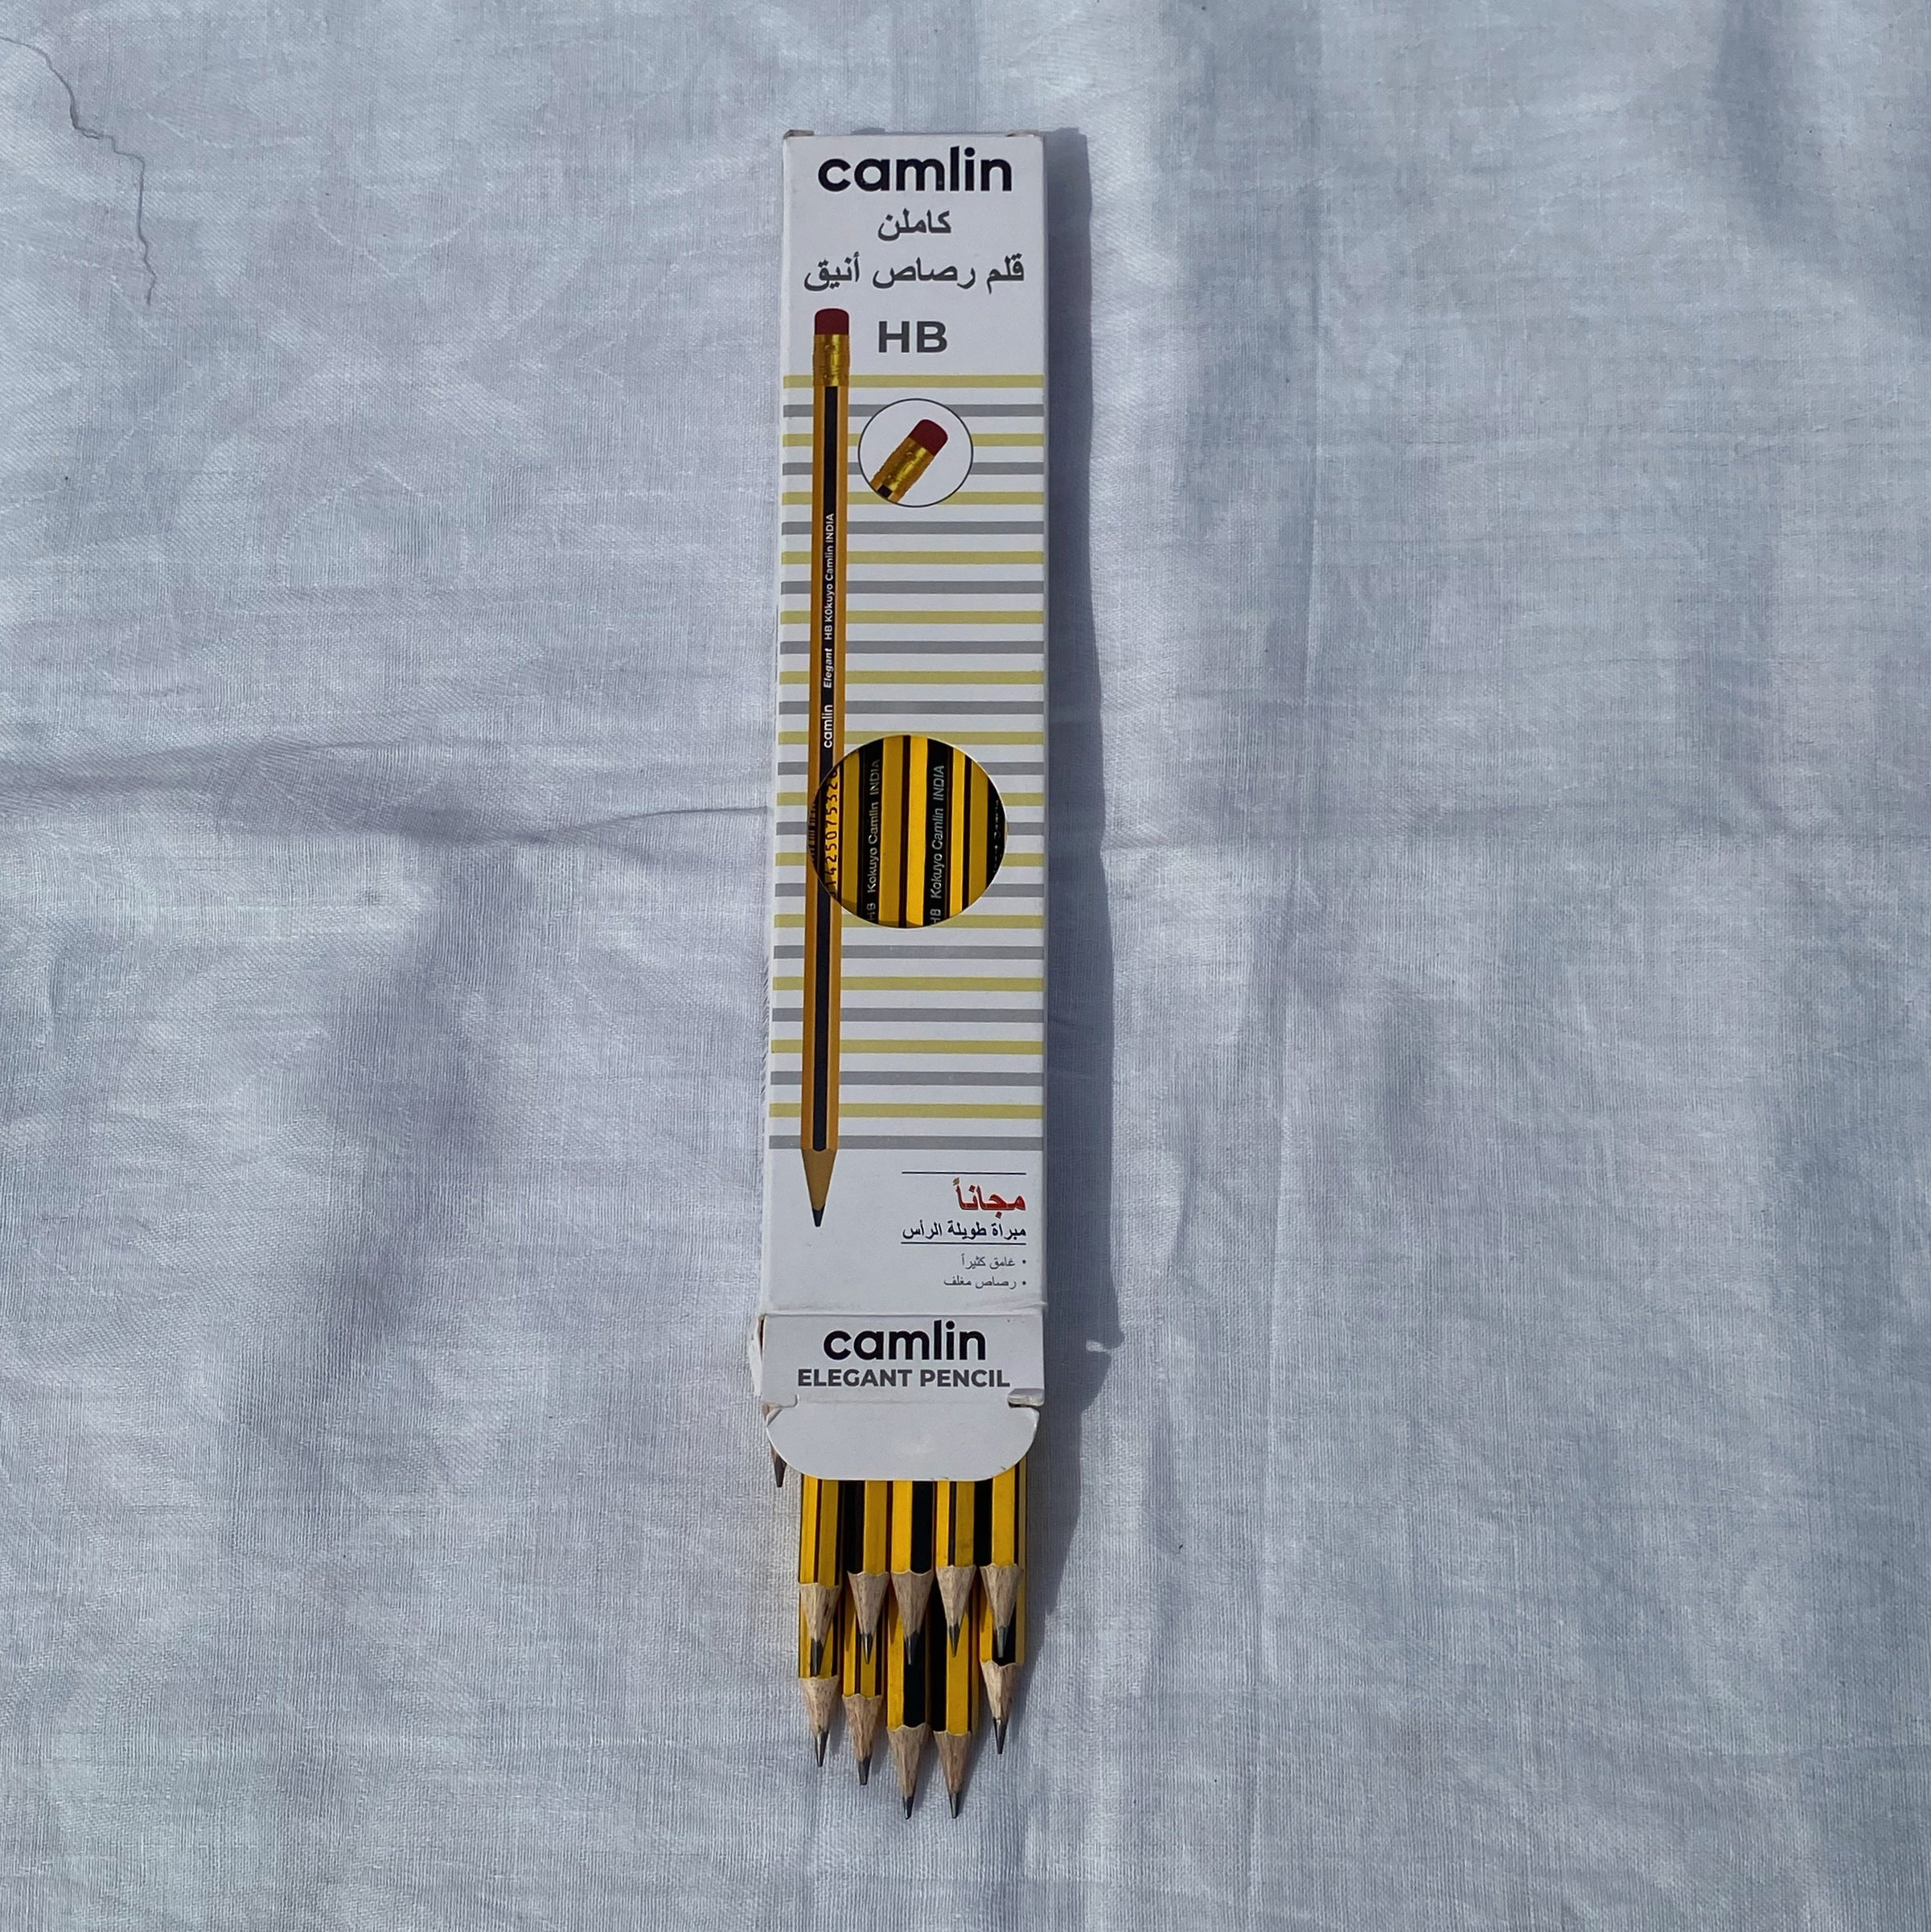 camlin
كاملن
قلم رصاص أنيق
HB
camlin Elegant HB Kokuyo Camlin INDIA
HB Kokuyo Camlin INDIA
HB Kokuyo Camlin INDIA
مجاناً
مبراة طويلة الرأس
• غامق كثيراً
• رصاص مغلف
camlin
ELEGANT PENCIL